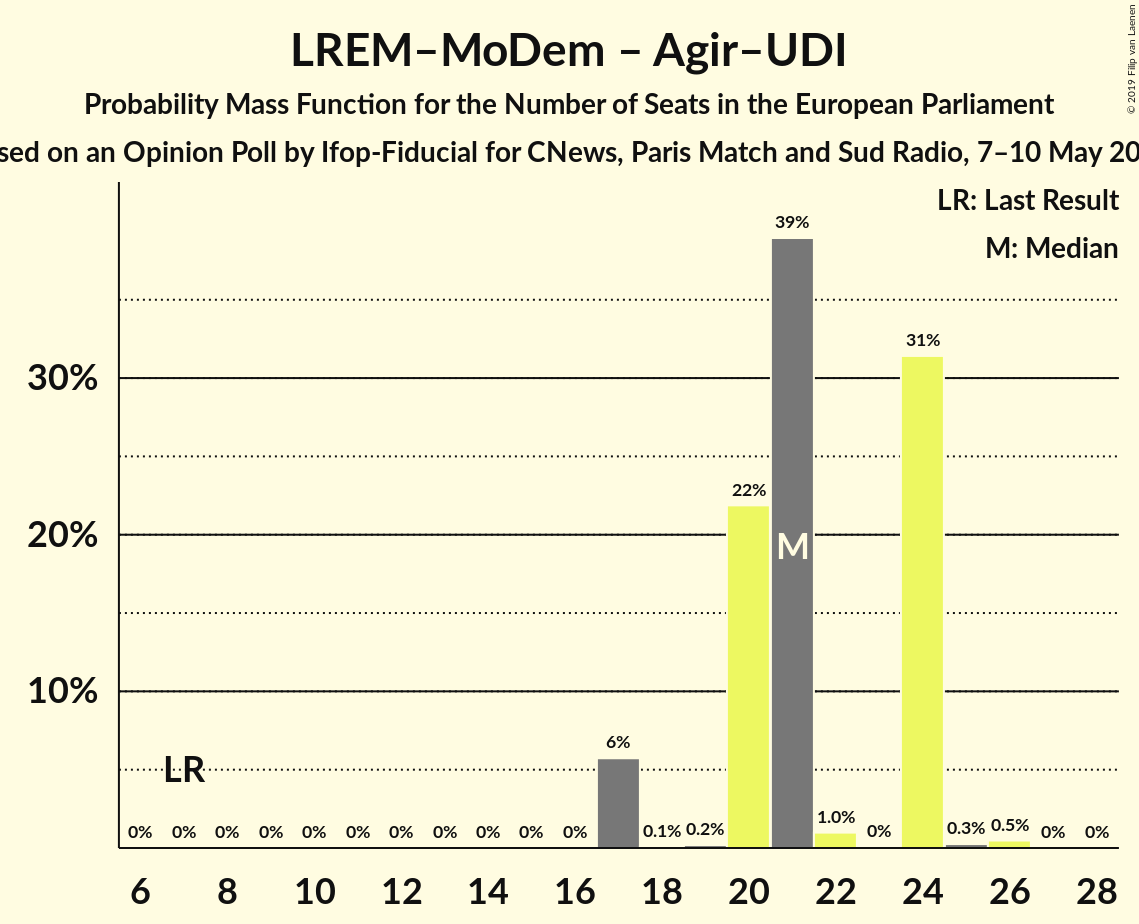 LREM–MoDem – Agir–UDI
Probability Mass Function for the Number of Seats in the European Parliament
sed on an Opinion Poll by Ifop-Fiducial for CNews, Paris Match and Sud Radio, 7–10 May 20
© 2019 Filip van Laenen
LR: Last Result
M: Median
39%
31%
30%
22%
20%
M
10%
6%
LR
0% 0% 0% 0% 0% 0% 0% 0% 0% 0% 0% 0.1% 0.2% 1.0% 0% 0.3% 0.5% 0% 0%
6 8 10 12 14 16 18 20 22 24 26 28